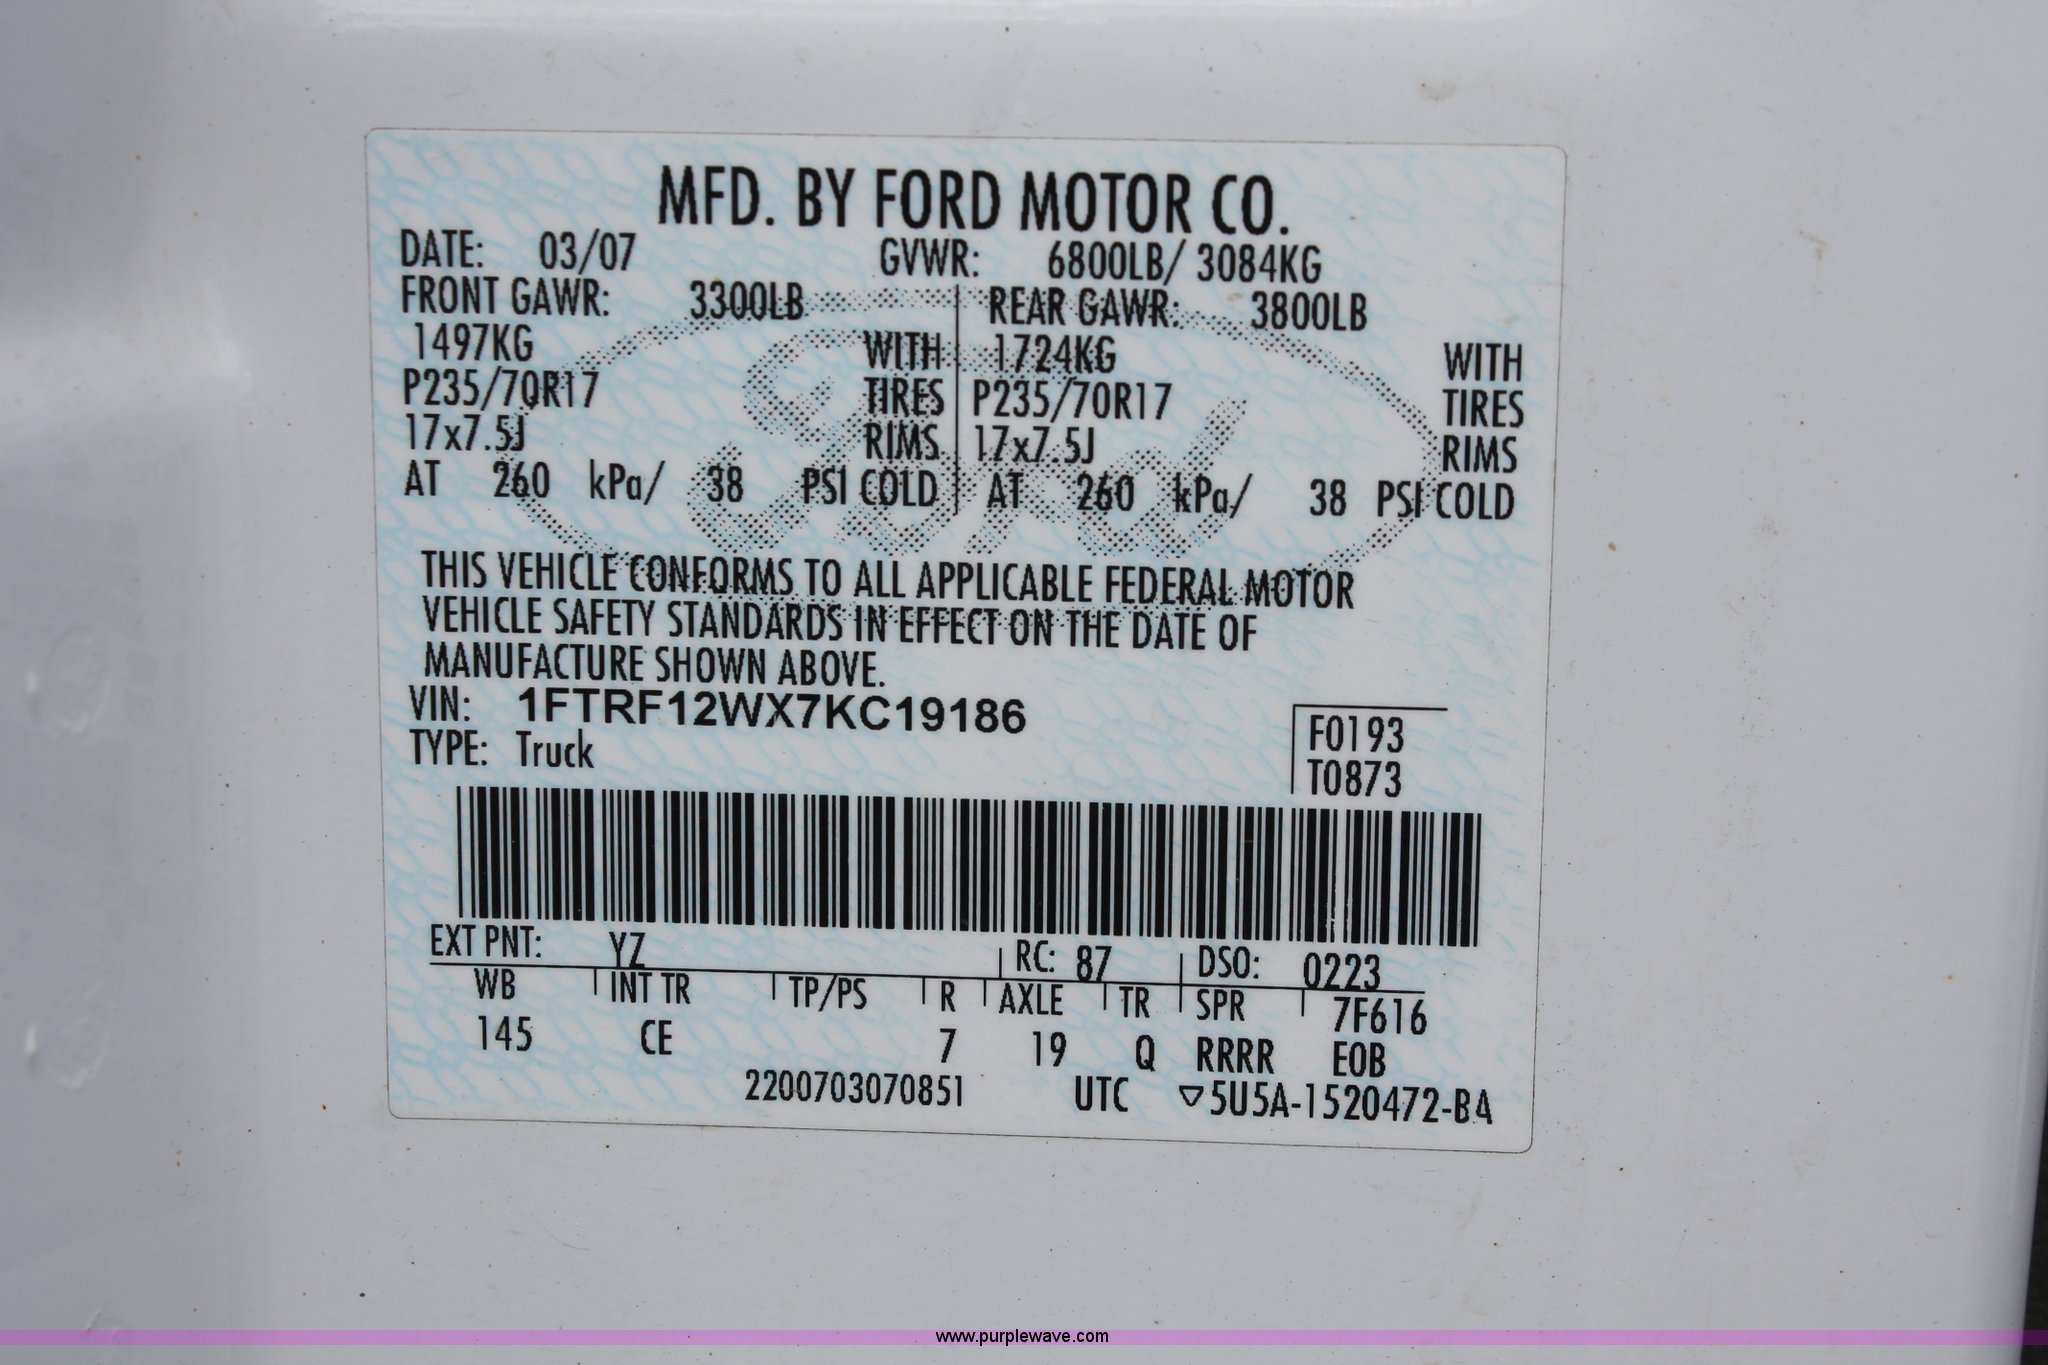 MFD. BY FORD MOTOR CO.
DATE: 03/07 GVWR: 6800LB/ 3084KG
FRONT GAWR: 3300LB REAR GAWR: 3800LB
1497KG WITH 1724KG WITH
P235/70R17 TIRES P235/70R17 TIRES
17x7.5J RIMS 17x7.5J RIMS
AT 260 kPa/ 38 PSI COLD AT 260 kPa/ 38 PSI COLD
Ford
THIS VEHICLE CONFORMS TO ALL APPLICABLE FEDERAL MOTOR
VEHICLE SAFETY STANDARDS IN EFFECT ON THE DATE OF
MANUFACTURE SHOWN ABOVE.
VIN: 1FTRF12WX7KC19186
TYPE: Truck
F0193
T0873
EXT PNT: YZ RC: 87 DSO: 0223
WB INT TR TP/PS R AXLE TR SPR 7F616
145 CE 7 19 Q RRRR E0B
2200703070851 UTC ▽5U5A-1520472-BA
www.purplewave.com